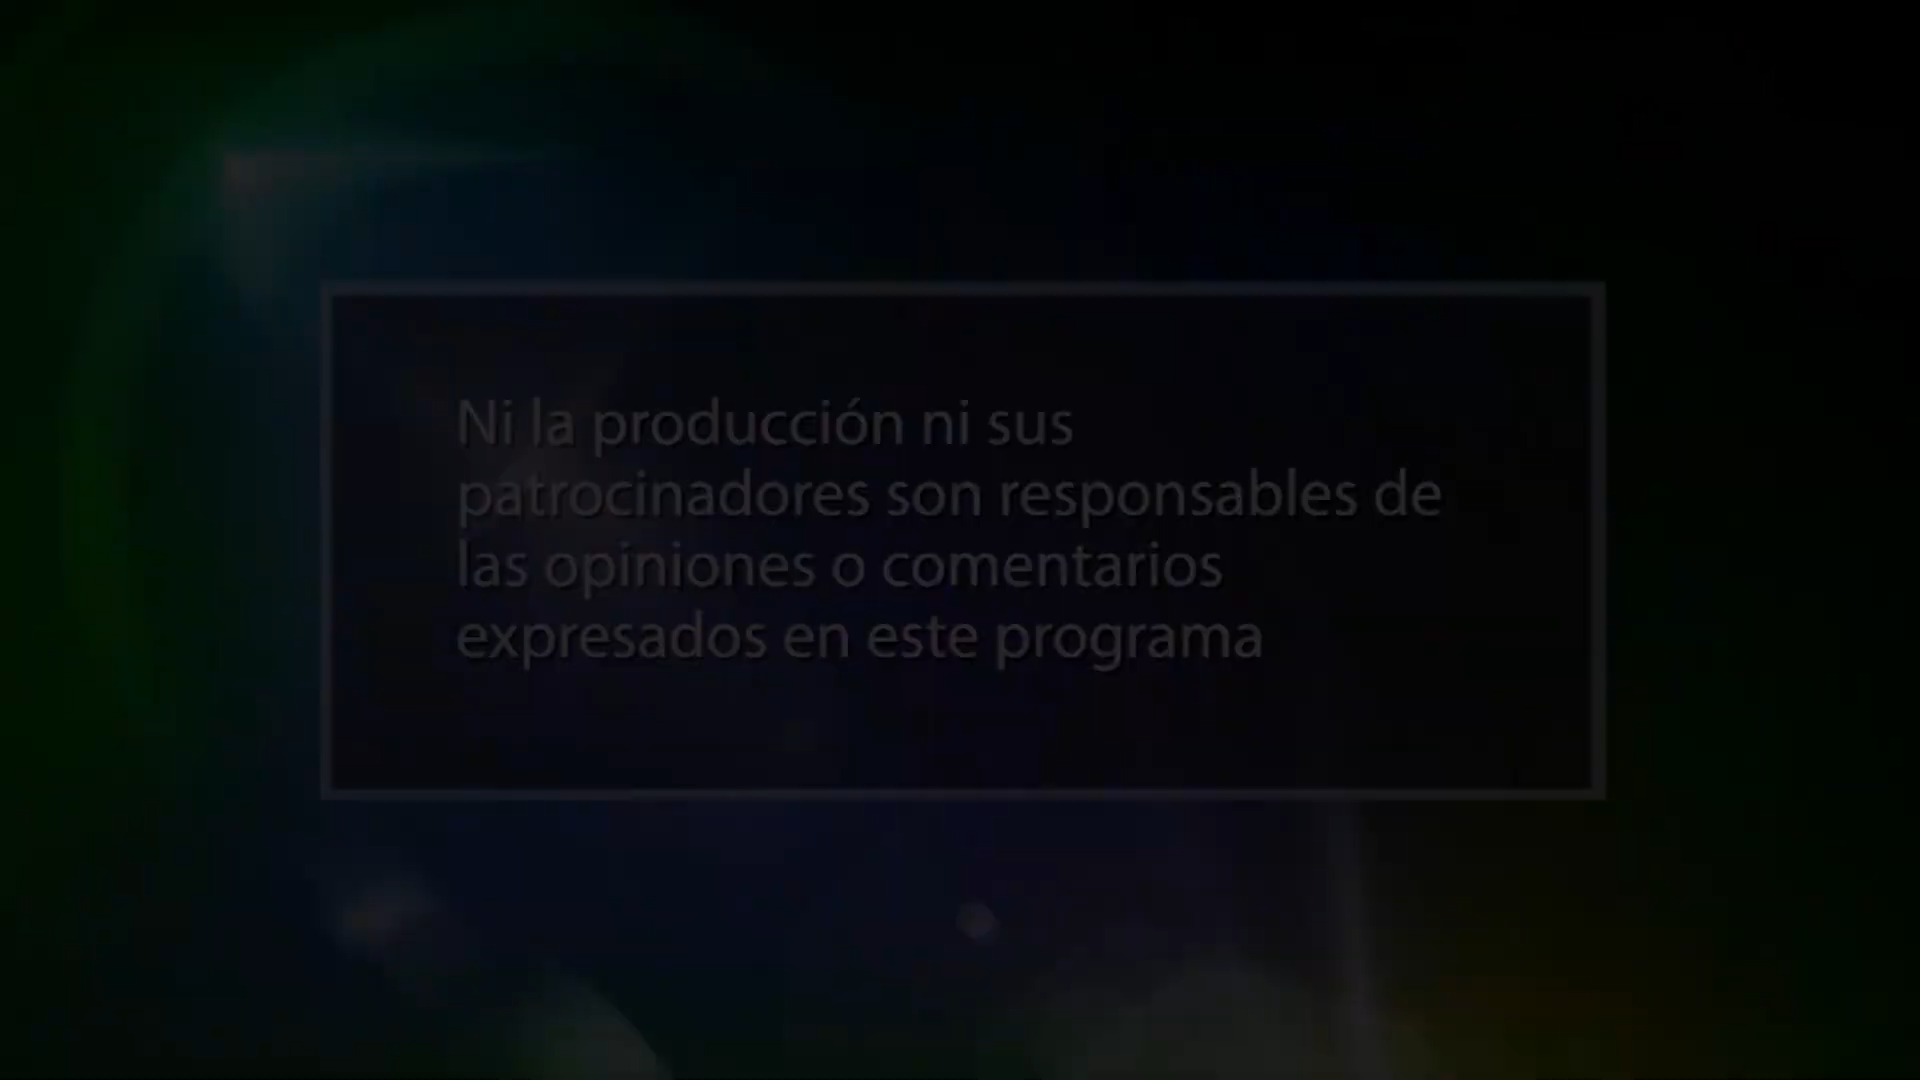 Ni la producción ni sus
patrocinadores son responsables de
las opiniones o comentarios
expresados en este programa